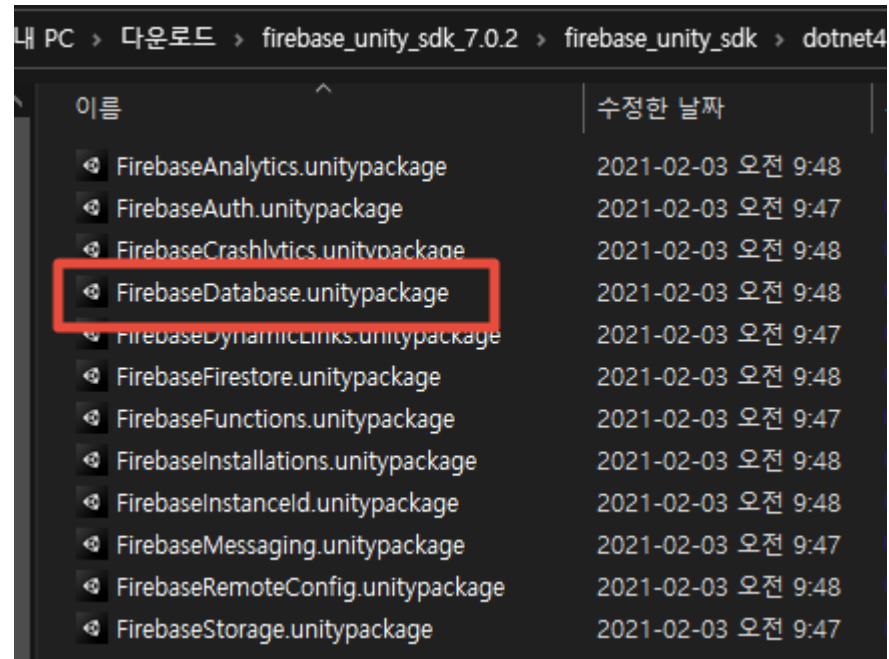 내 PC > 다운로드 > firebase_unity_sdk_7.0.2 > firebase_unity_sdk > dotnet4
이름 수정한 날짜
FirebaseAnalytics.unitypackage 2021-02-03 오전 9:48
FirebaseAuth.unitypackage 2021-02-03 오전 9:47
FirebaseCrashlytics.unitypackage 2021-02-03 오전 9:48
FirebaseDatabase.unitypackage 2021-02-03 오전 9:48
FirebaseDynamicLinks.unitypackage 2021-02-03 오전 9:47
FirebaseFirestore.unitypackage 2021-02-03 오전 9:48
FirebaseFunctions.unitypackage 2021-02-03 오전 9:47
FirebaseInstallations.unitypackage 2021-02-03 오전 9:48
FirebaseInstanceId.unitypackage 2021-02-03 오전 9:48
FirebaseMessaging.unitypackage 2021-02-03 오전 9:47
FirebaseRemoteConfig.unitypackage 2021-02-03 오전 9:48
FirebaseStorage.unitypackage 2021-02-03 오전 9:47